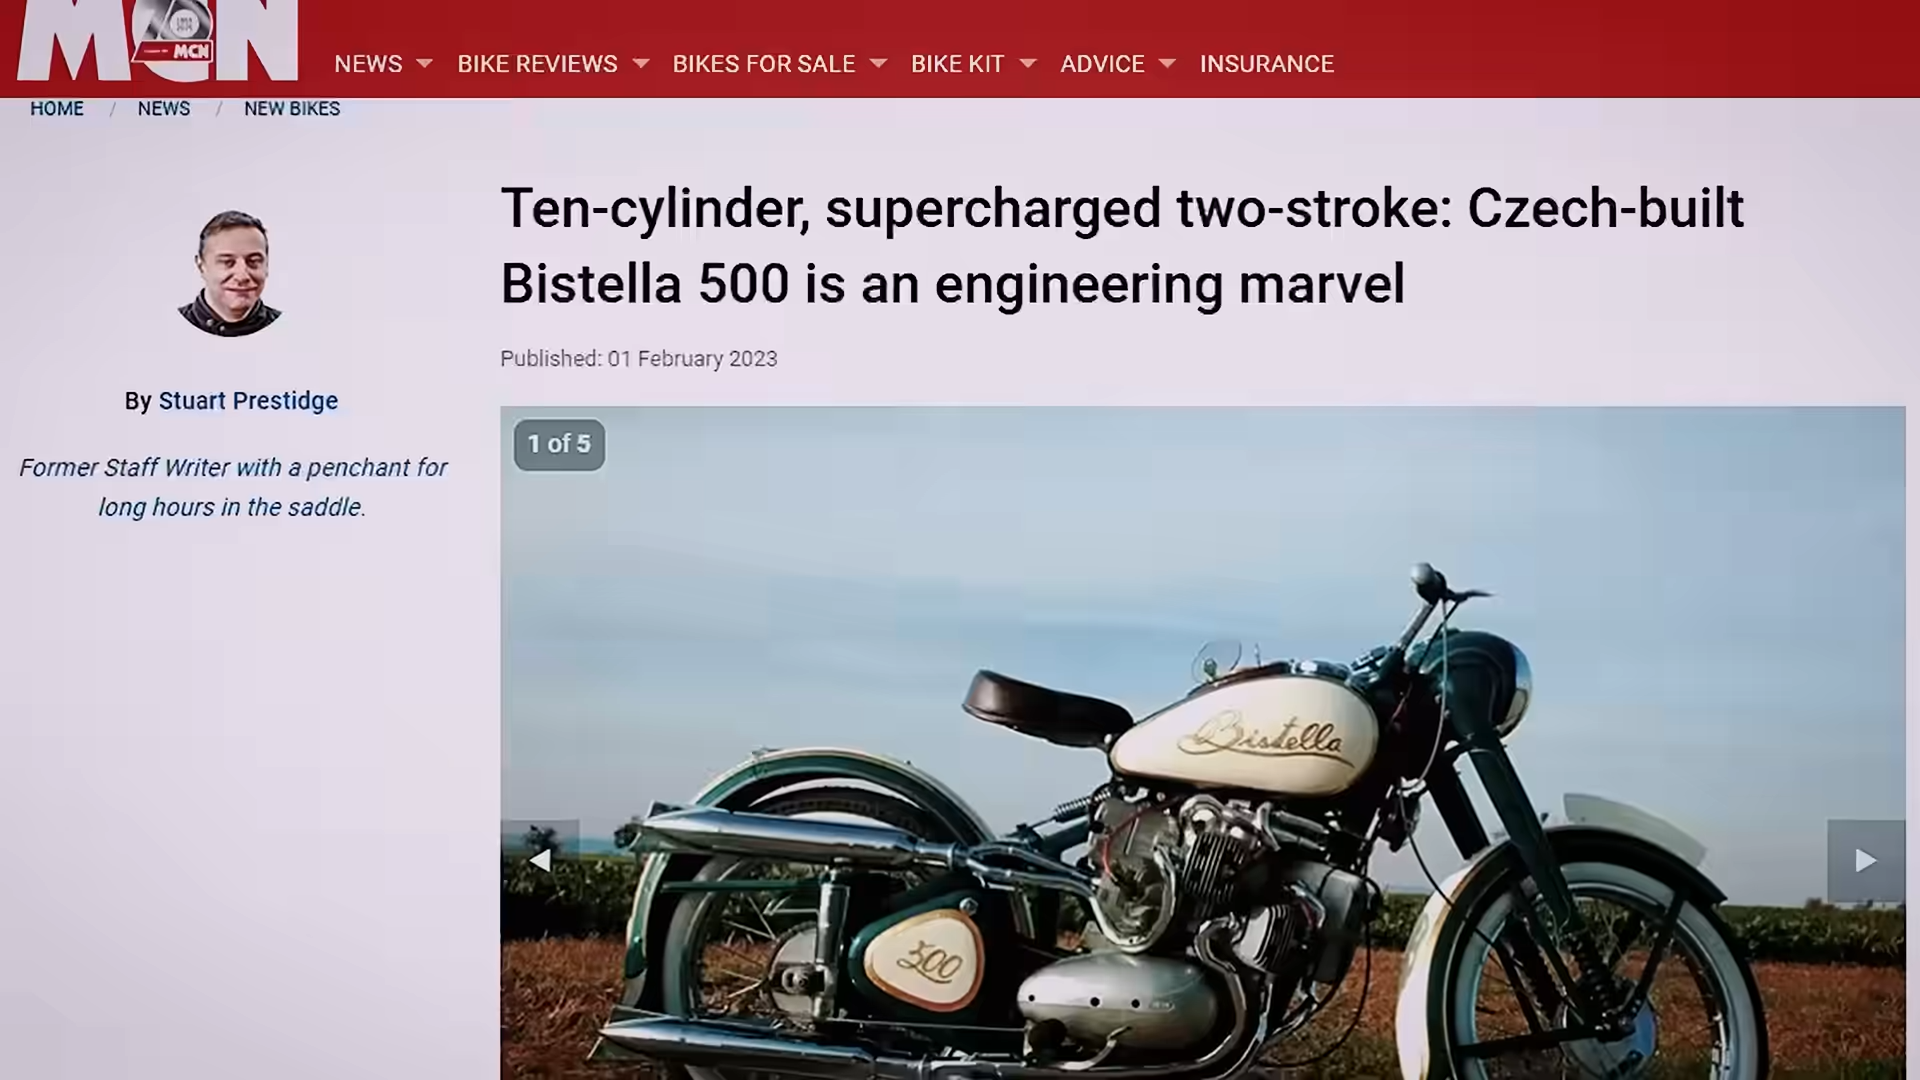 MCN
MCN
NEWS
BIKE REVIEWS
BIKES FOR SALE
BIKE KIT
ADVICE
INSURANCE
HOME / NEWS / NEW BIKES
Ten-cylinder, supercharged two-stroke: Czech-built
Bistella 500 is an engineering marvel
Published: 01 February 2023
By Stuart Prestidge
Former Staff Writer with a penchant for
long hours in the saddle.
1 of 5
Bistella
500